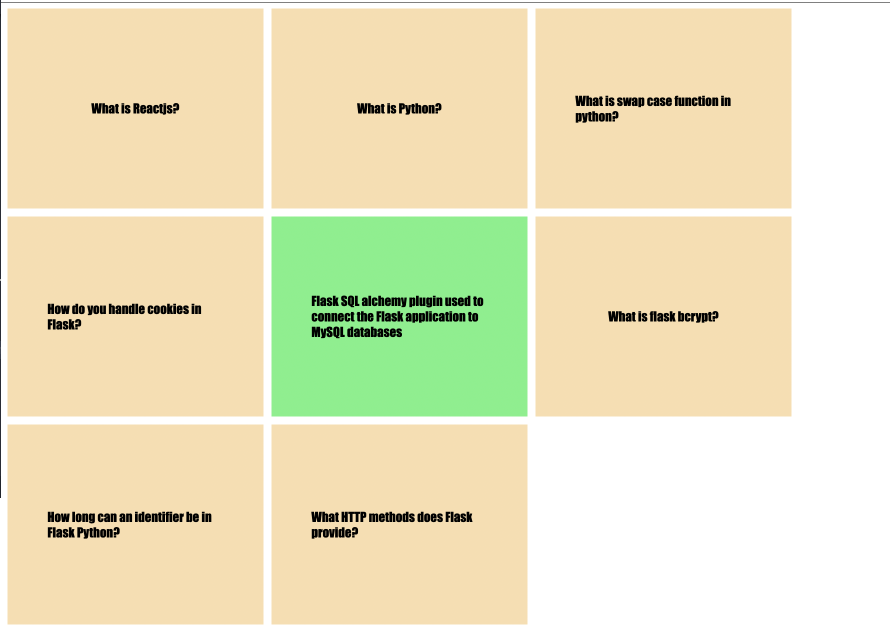 What is Reactjs?
What is Python?
What is swap case function in
python?
How do you handle cookies in
Flask?
Flask SQL alchemy plugin used to
connect the Flask application to
MySQL databases
What is flask bcrypt?
How long can an identifier be in
Flask Python?
What HTTP methods does Flask
provide?